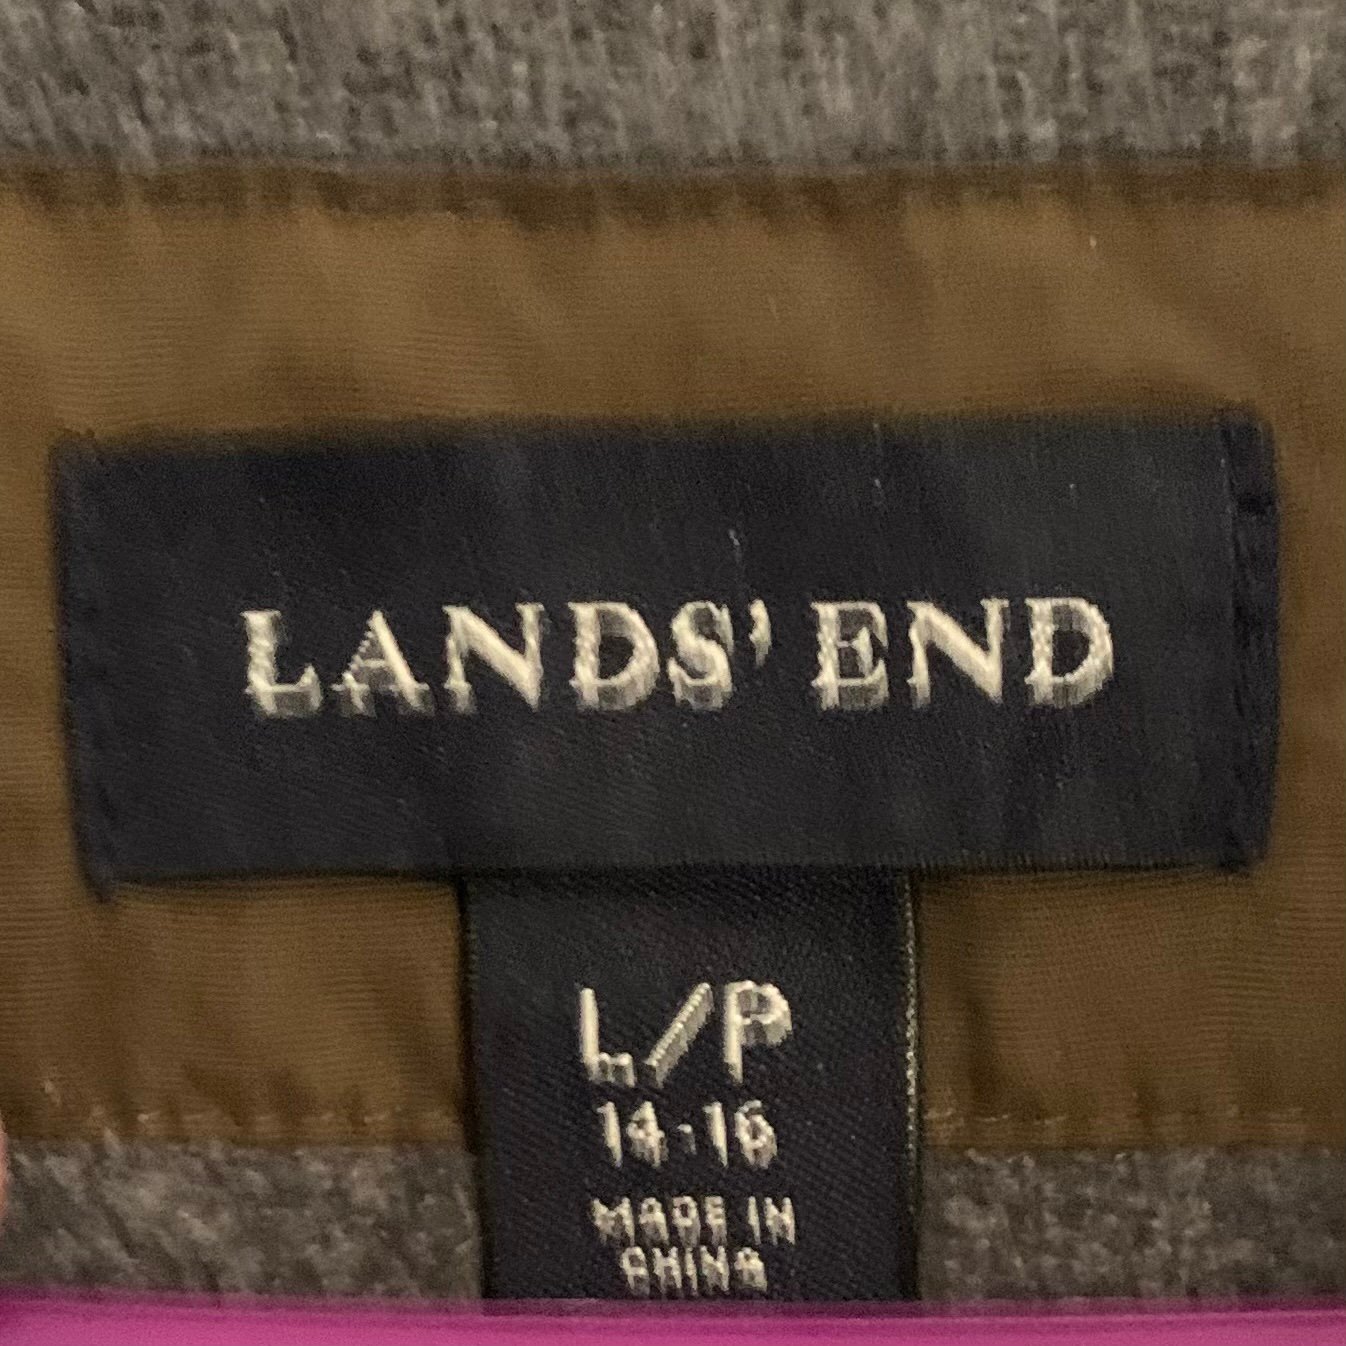 LANDS' END
L/P
14-16
MADE IN
CHINA